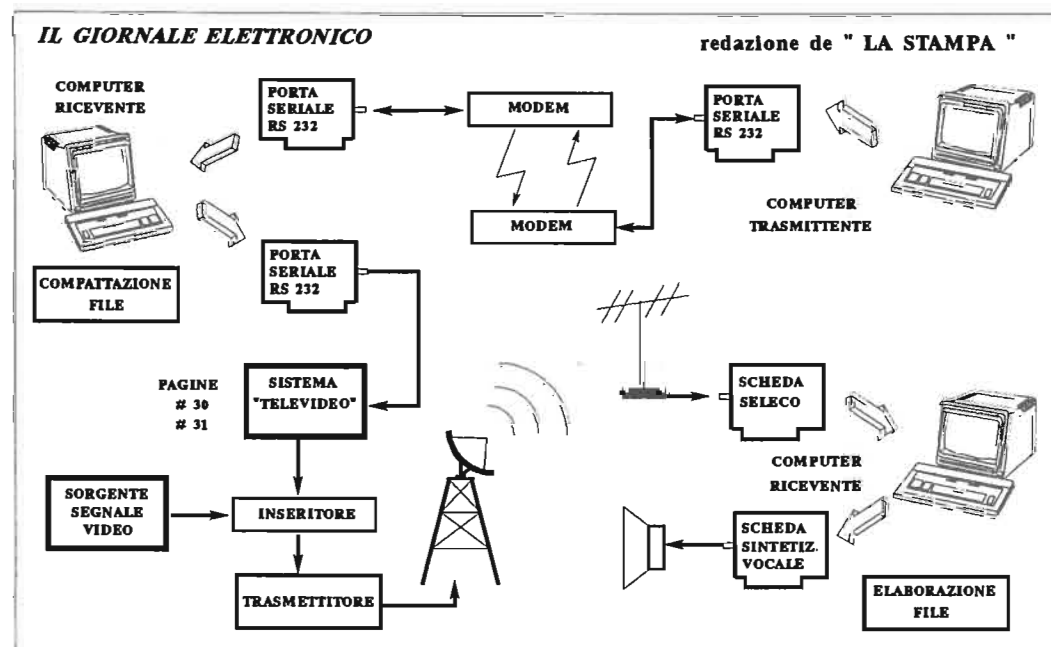 IL GIORNALE ELETTRONICO
redazione de " LA STAMPA "
COMPUTER
RICEVENTE
PORTA
SERIALE
RS 232
MODEM
PORTA
SERIALE
RS 232
COMPUTER
TRASMITTENTE
MODEM
PORTA
SERIALE
RS 232
COMPATTAZIONE
FILE
PAGINE
# 30
# 31
SISTEMA
"TELEVIDEO"
SCHEDA
SELECO
COMPUTER
RICEVENTE
SORGENTE
SEGNALE
VIDEO
INSERITORE
SCHEDA
SINTETIZ.
VOCALE
TRASMETTITORE
ELABORAZIONE
FILE